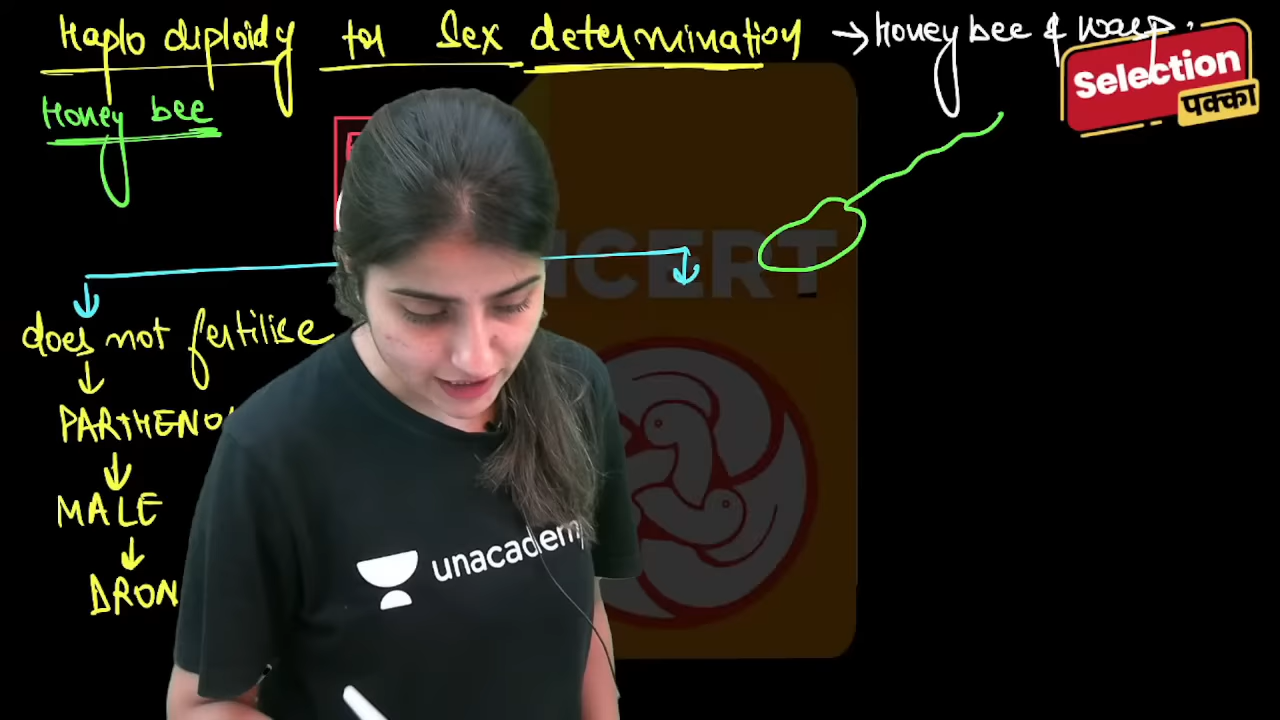 Haplo diploidy for Sex determination → Honey bee & wasp.
Selection
पक्का
Honey bee
NCERT
does not fertilise
PARTHENO
MALE
DRON
unacadem